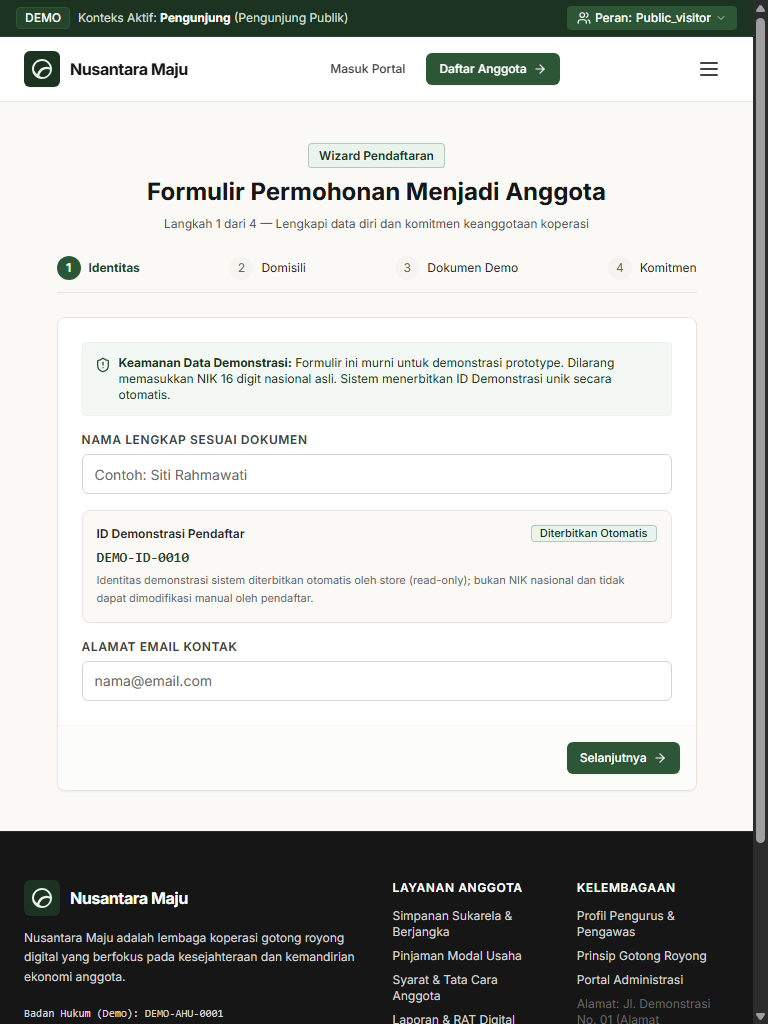 DEMO Konteks Aktif: Pengunjung (Pengunjung Publik) Peran: Public_visitor
Nusantara Maju Masuk Portal Daftar Anggota →
Wizard Pendaftaran
Formulir Permohonan Menjadi Anggota
Langkah 1 dari 4 — Lengkapi data diri dan komitmen keanggotaan koperasi
1 Identitas 2 Domisili 3 Dokumen Demo 4 Komitmen
Keamanan Data Demonstrasi: Formulir ini murni untuk demonstrasi prototype. Dilarang
memasukkan NIK 16 digit nasional asli. Sistem menerbitkan ID Demonstrasi unik secara
otomatis.
NAMA LENGKAP SESUAI DOKUMEN
Contoh: Siti Rahmawati
ID Demonstrasi Pendaftar Diterbitkan Otomatis
DEMO-ID-0010
Identitas demonstrasi sistem diterbitkan otomatis oleh store (read-only); bukan NIK nasional dan tidak
dapat dimodifikasi manual oleh pendaftar.
ALAMAT EMAIL KONTAK
nama@email.com
Selanjutnya →
Nusantara Maju
Nusantara Maju adalah lembaga koperasi gotong royong
digital yang berfokus pada kesejahteraan dan kemandirian
ekonomi anggota.
Badan Hukum (Demo): DEMO-AHU-0001
LAYANAN ANGGOTA
Simpanan Sukarela &
Berjangka
Pinjaman Modal Usaha
Syarat & Tata Cara
Anggota
Laporan & RAT Digital
KELEMBAGAAN
Profil Pengurus &
Pengawas
Prinsip Gotong Royong
Portal Administrasi
Alamat: Jl. Demonstrasi
No. 01 (Alamat